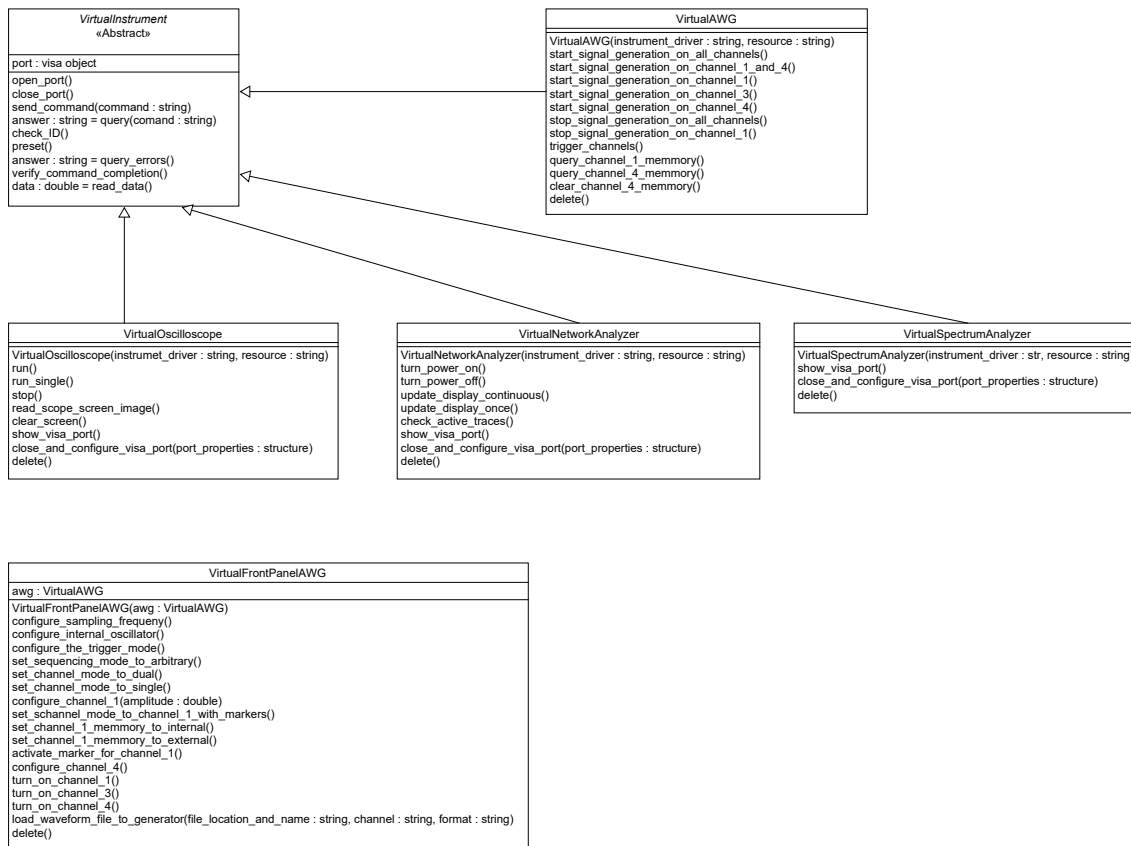 VirtualInstrument
«Abstract»
port : visa object
open_port()
close_port()
send_command(command : string)
answer : string = query(comand : string)
check_ID()
preset()
answer : string = query_errors()
verify_command_completion()
data : double = read_data()
VirtualAWG
VirtualAWG(instrument_driver : string, resource : string)
start_signal_generation_on_all_channels()
start_signal_generation_on_channel_1_and_4()
start_signal_generation_on_channel_1()
start_signal_generation_on_channel_3()
start_signal_generation_on_channel_4()
stop_signal_generation_on_all_channels()
stop_signal_generation_on_channel_1()
trigger_channels()
query_channel_1_memmory()
query_channel_4_memmory()
clear_channel_4_memmory()
delete()
VirtualOscilloscope
VirtualOscilloscope(instrumet_driver : string, resource : string)
run()
run_single()
stop()
read_scope_screen_image()
clear_screen()
show_visa_port()
close_and_configure_visa_port(port_properties : structure)
delete()
VirtualNetworkAnalyzer
VirtualNetworkAnalyzer(instrument_driver : string, resource : string)
turn_power_on()
turn_power_off()
update_display_continuous()
update_display_once()
check_active_traces()
show_visa_port()
close_and_configure_visa_port(port_properties : structure)
delete()
VirtualSpectrumAnalyzer
VirtualSpectrumAnalyzer(instrument_driver : str, resource : string)
show_visa_port()
close_and_configure_visa_port(port_properties : structure)
delete()
VirtualFrontPanelAWG
awg : VirtualAWG
VirtualFrontPanelAWG(awg : VirtualAWG)
configure_sampling_frequeny()
configure_internal_oscillator()
configure_the_trigger_mode()
set_sequencing_mode_to_arbitrary()
set_channel_mode_to_dual()
set_channel_mode_to_single()
configure_channel_1(amplitude : double)
set_schannel_mode_to_channel_1_with_markers()
set_channel_1_memmory_to_internal()
set_channel_1_memmory_to_external()
activate_marker_for_channel_1()
configure_channel_4()
turn_on_channel_1()
turn_on_channel_3()
turn_on_channel_4()
load_waveform_file_to_generator(file_location_and_name : string, channel : string, format : string)
delete()